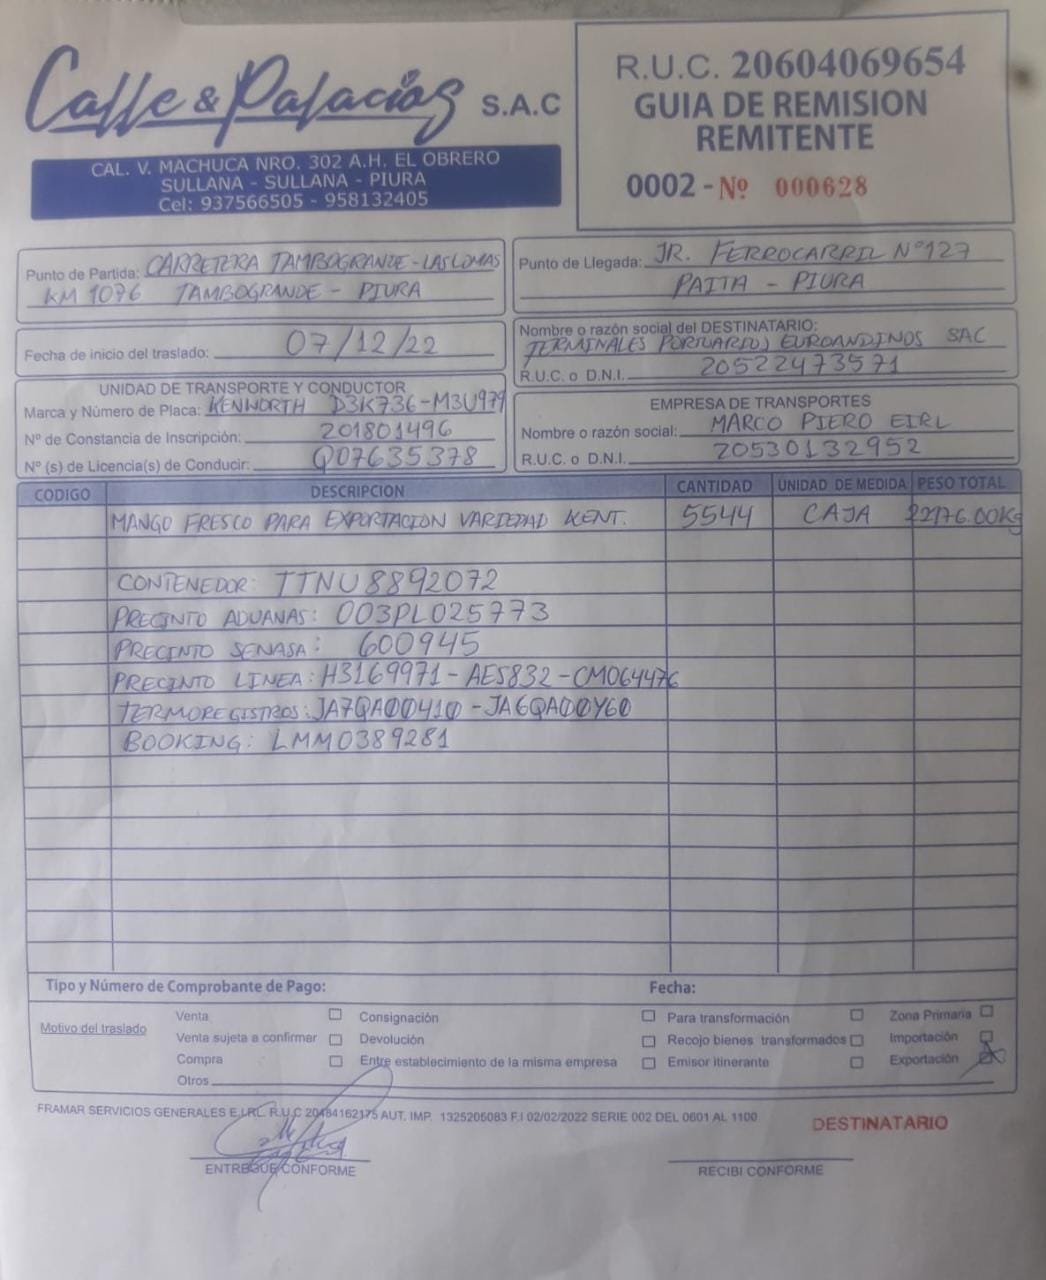 Calle & Palacios S.A.C
CAL. V. MACHUCA NRO. 302 A.H. EL OBRERO
SULLANA - SULLANA - PIURA
Cel: 937566505 - 958132405
R.U.C. 20604069654
GUIA DE REMISION
REMITENTE
0002 - Nº 000628
Punto de Partida: CARRETERA TAMBOGRANDE - LAS LOMAS
KM 1076 TAMBOGRANDE - PIURA
Punto de Llegada: JR. FERROCARRIL Nº 127
PAITA - PIURA
Fecha de inicio del traslado: 07/12/22
Nombre o razón social del DESTINATARIO:
TERMINALES PORTUARIOS EUROANDINOS SAC
R.U.C. o D.N.I. 20522473571
UNIDAD DE TRANSPORTE Y CONDUCTOR
Marca y Número de Placa: KENWORTH D3K736-M3U979
Nº de Constancia de Inscripción: 201801496
Nº (s) de Licencia(s) de Conducir: Q07635378
EMPRESA DE TRANSPORTES
Nombre o razón social: MARCO PIERO EIRL
R.U.C. o D.N.I. 20530132952
CODIGO DESCRIPCION CANTIDAD UNIDAD DE MEDIDA PESO TOTAL
MANGO FRESCO PARA EXPORTACION VARIEDAD KENT. 5544 CAJA 22176.00Kg
CONTENEDOR: TTNU8892072
PRECINTO ADUANAS: 003PL025773
PRECINTO SENASA: 600945
PRECINTO LINEA: H3169971-AES832-CM064476
TERMOREGISTROS: JA7QA00410-JA6QA00Y60
BOOKING: LMM0389281
Tipo y Número de Comprobante de Pago: Fecha:
Motivo del traslado
Venta Consignación Para transformación Zona Primaria
Venta sujeta a confirmar Devolución Recojo bienes transformados Importación
Compra Entre establecimiento de la misma empresa Emisor itinerante Exportación
Otros
FRAMAR SERVICIOS GENERALES E.I.RL. R.U.C 20484162175 AUT. IMP. 1325205083 F.I 02/02/2022 SERIE 002 DEL 0601 AL 1100
DESTINATARIO
ENTREGUE CONFORME RECIBI CONFORME